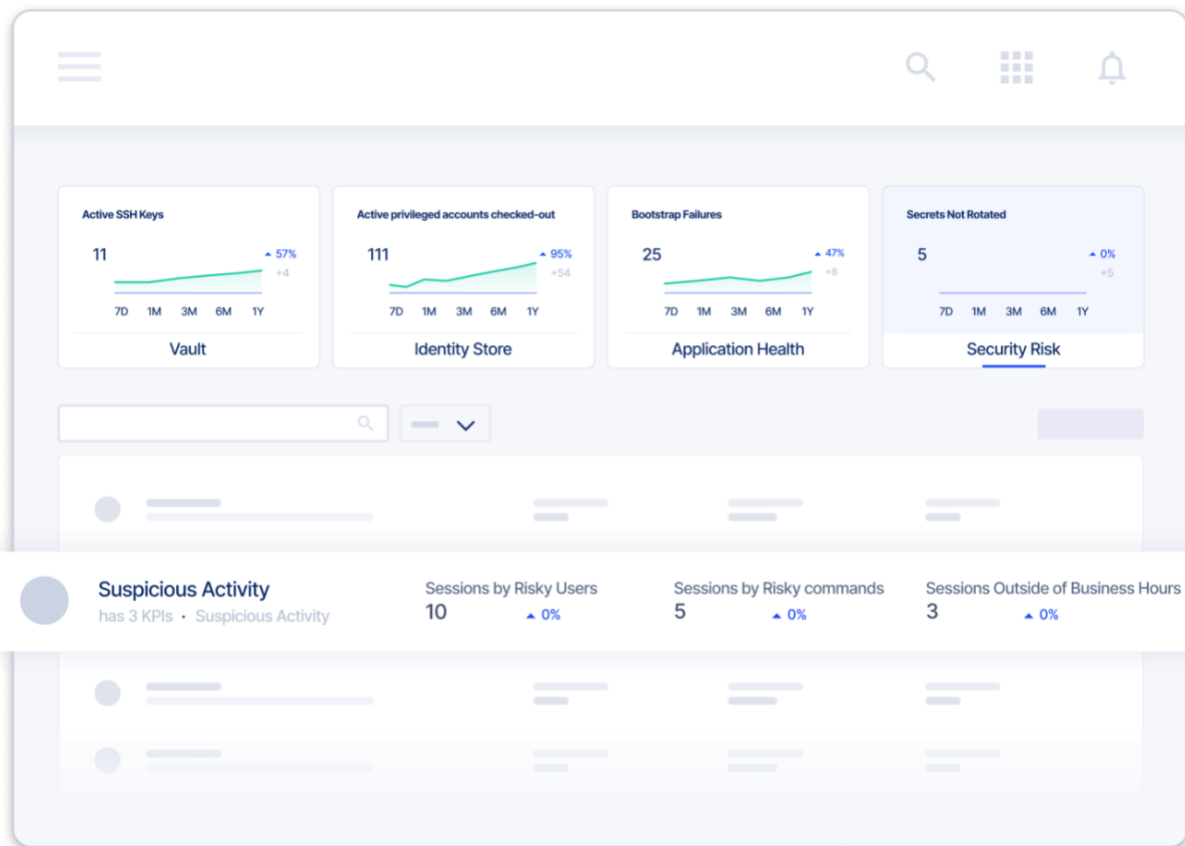 Active SSH Keys
11
57%
+4
7D 1M 3M 6M 1Y
Vault
Active privileged accounts checked-out
111
95%
+54
7D 1M 3M 6M 1Y
Identity Store
Bootstrap Failures
25
47%
+8
7D 1M 3M 6M 1Y
Application Health
Secrets Not Rotated
5
0%
+5
7D 1M 3M 6M 1Y
Security Risk
Suspicious Activity
has 3 KPIs • Suspicious Activity
Sessions by Risky Users
10
0%
Sessions by Risky commands
5
0%
Sessions Outside of Business Hours
3
0%